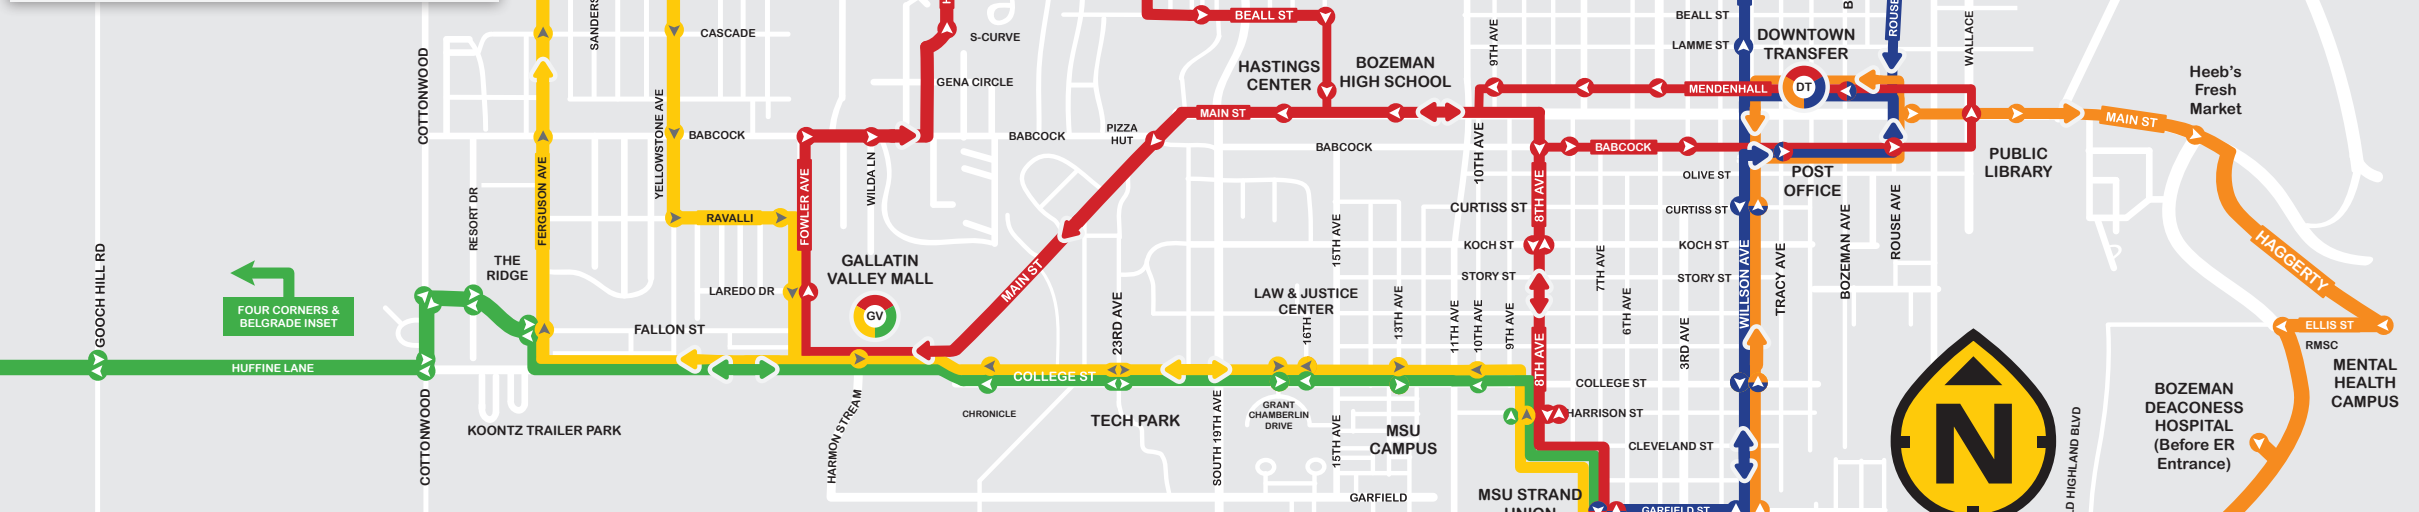 COTTONWOOD
SANDERS
CASCADE
H
S-CURVE
GENA CIRCLE
BEALL ST
HASTINGS
CENTER
BOZEMAN
HIGH SCHOOL
9TH AVE
BEALL ST
LAMME ST
DOWNTOWN
TRANSFER
B
ROUSE
WALLACE
MENDENHALL
DT
Heeb's
Fresh
Market
MAIN ST
MAIN ST
YELLOWSTONE AVE
BABCOCK
BABCOCK
PIZZA
HUT
BABCOCK
10TH AVE
BABCOCK
PUBLIC
LIBRARY
POST
OFFICE
OLIVE ST
FERGUSON AVE
RAVALLI
FOWLER AVE
WILDA LN
RESORT DR
CURTISS ST
8TH AVE
CURTISS ST
BOZEMAN AVE
ROUSE AVE
GOOCH HILL RD
THE
RIDGE
GALLATIN
VALLEY MALL
GV
LAREDO DR
MAIN ST
15TH AVE
KOCH ST
STORY ST
7TH AVE
KOCH ST
STORY ST
WILLSON AVE
TRACY AVE
HAGGERTY
FOUR CORNERS &
BELGRADE INSET
LAW & JUSTICE
CENTER
16TH
13TH AVE
11TH AVE
10TH AVE
9TH AVE
6TH AVE
3RD AVE
23RD AVE
FALLON ST
ELLIS ST
RMSC
MENTAL
HEALTH
CAMPUS
HUFFINE LANE
COLLEGE ST
8TH AVE
COLLEGE ST
COTTONWOOD
KOONTZ TRAILER PARK
HARMON STREAM
CHRONICLE
TECH PARK
SOUTH 19TH AVE
GRANT
CHAMBERLIN
DRIVE
15TH AVE
MSU
CAMPUS
HARRISON ST
CLEVELAND ST
N
BOZEMAN
DEACONESS
HOSPITAL
(Before ER
Entrance)
LD HIGHLAND BLVD
GARFIELD
MSU STRAND
UNION
GARFIELD ST